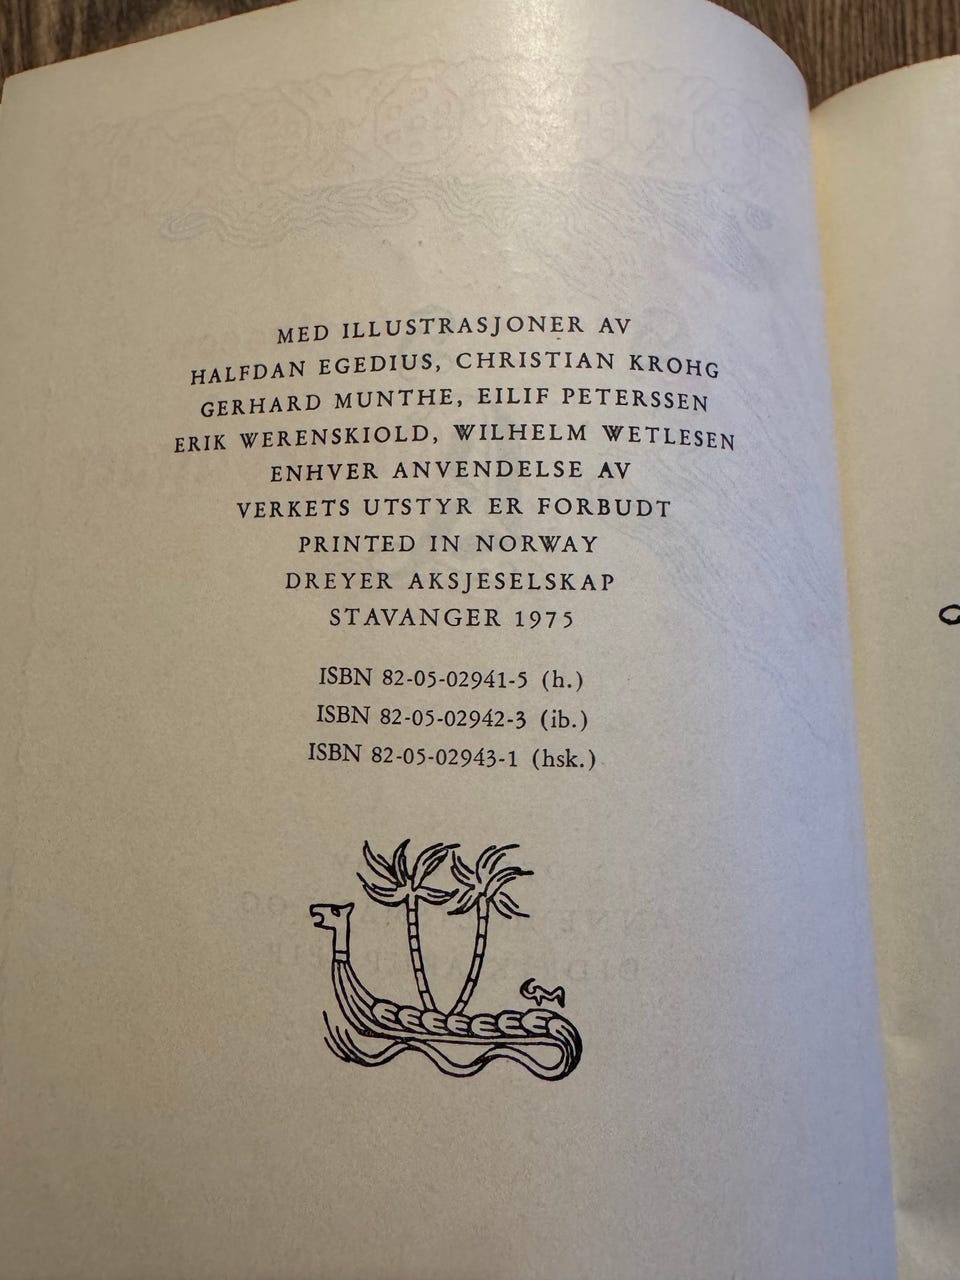 MED ILLUSTRASJONER AV
HALFDAN EGEDIUS, CHRISTIAN KROHG
GERHARD MUNTHE, EILIF PETERSSEN
ERIK WERENSKIOLD, WILHELM WETLESEN
ENHVER ANVENDELSE AV
VERKETS UTSTYR ER FORBUDT
PRINTED IN NORWAY
DREYER AKSJESELSKAP
STAVANGER 1975
ISBN 82-05-02941-5 (h.)
ISBN 82-05-02942-3 (ib.)
ISBN 82-05-02943-1 (hsk.)